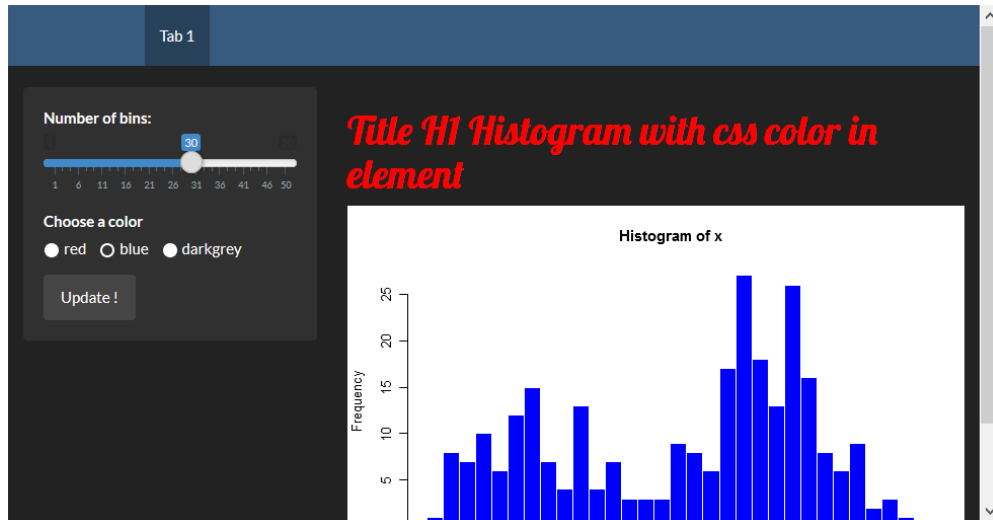 Tab 1
Number of bins:
30
1 6 11 16 21 26 31 36 41 46 50
Choose a color
red blue darkgrey
Update !
Title H1 Histogram with css color in
element
Histogram of x
Frequency
25
20
15
10
5